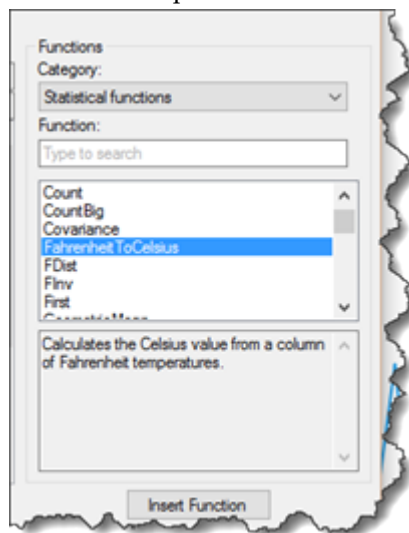 Functions
Category:
Statistical functions
Function:
Type to search
Count
CountBig
Covariance
FahrenheitToCelsius
FDist
FInv
First
Calculates the Celsius value from a column
of Fahrenheit temperatures.
Insert Function